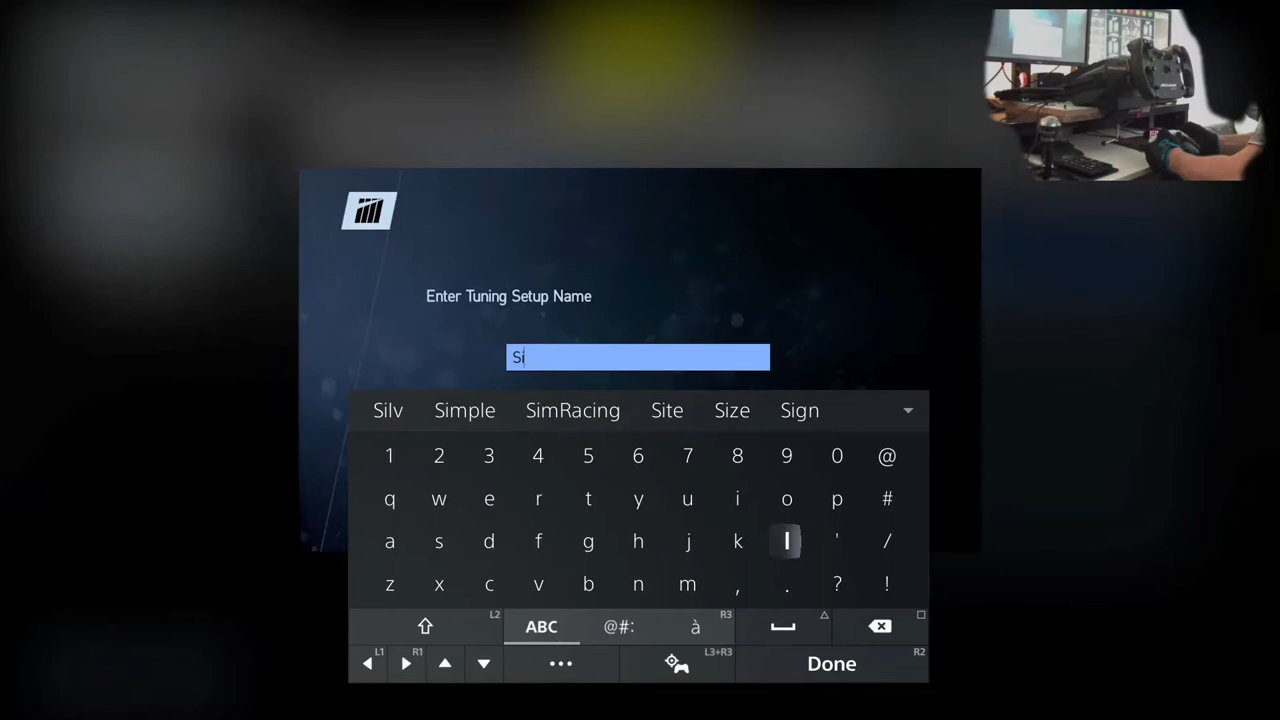 Enter Tuning Setup Name
Si
Silv Simple SimRacing Site Size Sign
1 2 3 4 5 6 7 8 9 0 @
q w e r t y u i o p #
a s d f g h j k l ' /
z x c v b n m , . ? !
L2 ABC @#: à R3 △ □
L1 R1 ••• L3+R3 Done R2